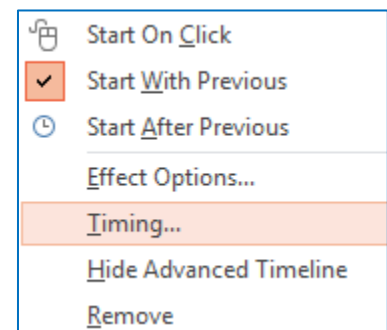 Start On Click
Start With Previous
Start After Previous
Effect Options...
Timing...
Hide Advanced Timeline
Remove